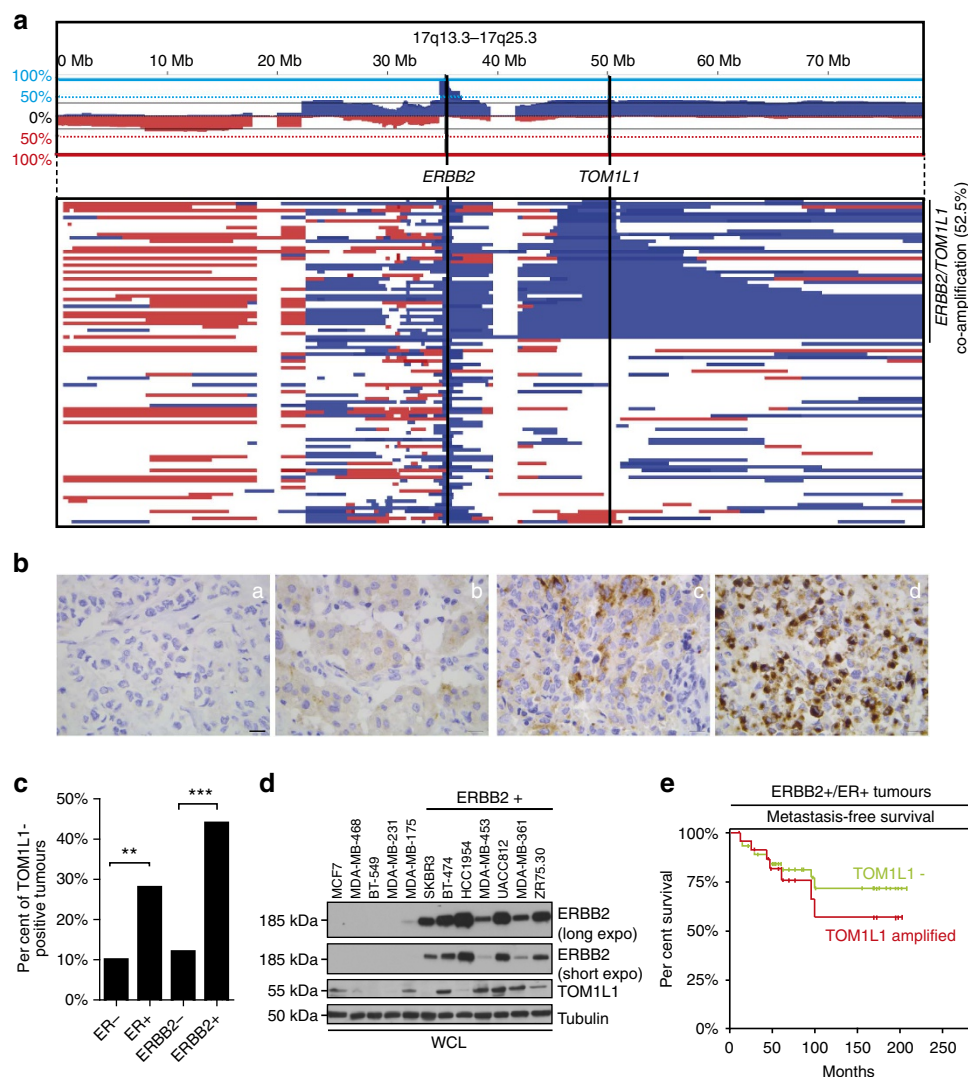 a
17q13.3–17q25.3
0 Mb 10 Mb 20 Mb 30 Mb 40 Mb 50 Mb 60 Mb 70 Mb
100%
50%
0%
50%
100%
ERBB2 TOM1L1
ERBB2/TOM1L1
co-amplification (52.5%)
b
a b c d
c
Per cent of TOM1L1-
positive tumours
50%
40%
30%
20%
10%
0%
**
***
ER– ER+ ERBB2– ERBB2+
d
ERBB2 +
MCF7 MDA-MB-468 BT-549 MDA-MB-231 MDA-MB-175 SKBR3 BT-474 HCC1954 MDA-MB-453 UACC812 MDA-MB-361 ZR75.30
185 kDa ERBB2
(long expo)
185 kDa ERBB2
(short expo)
55 kDa TOM1L1
50 kDa Tubulin
WCL
e
ERBB2+/ER+ tumours
Metastasis-free survival
Per cent survival
100%
75%
50%
25%
0%
TOM1L1 -
TOM1L1 amplified
0 50 100 150 200 250
Months